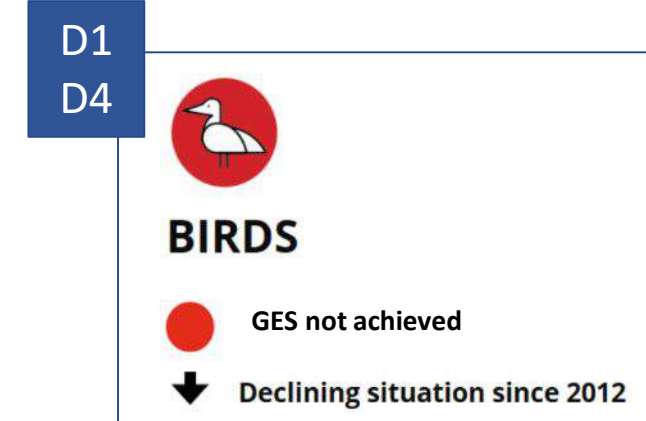 D1
D4
BIRDS
GES not achieved
Declining situation since 2012